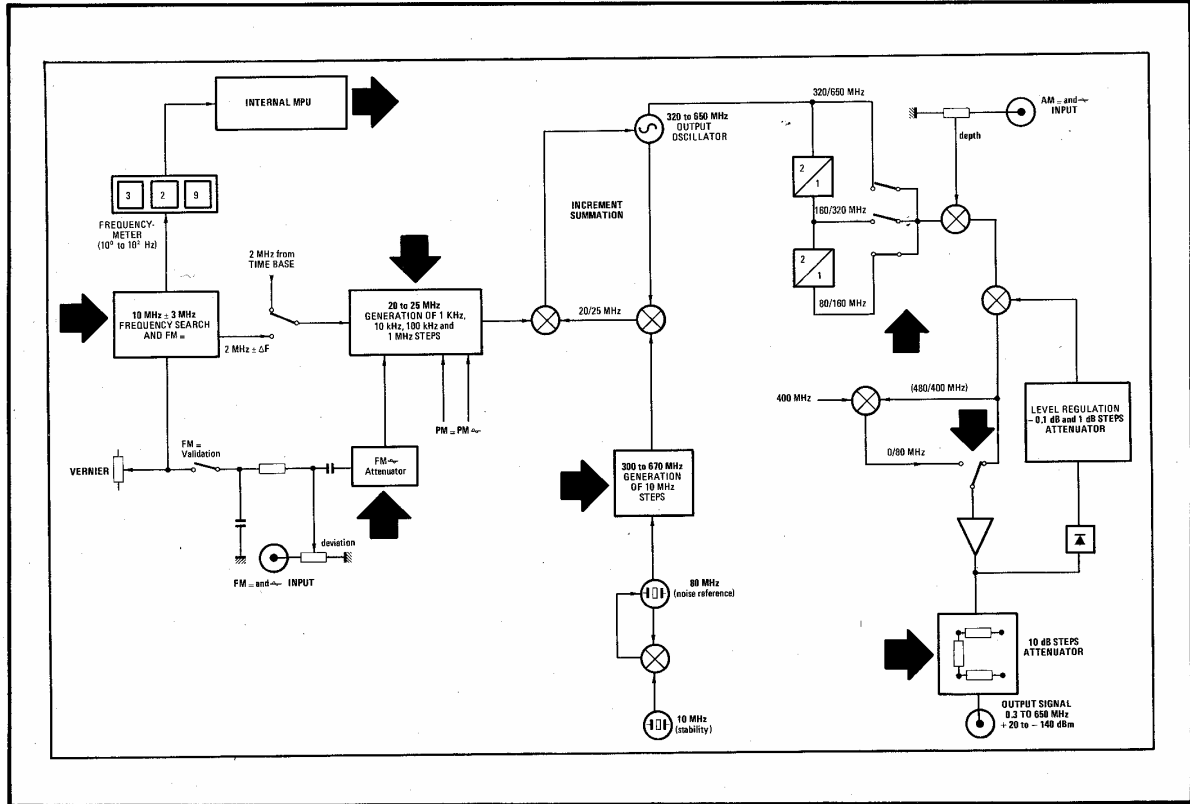 INTERNAL MPU
3 2 9
FREQUENCY-
METER
(10⁰ to 10³ Hz)
2 MHz from
TIME BASE
10 MHz ± 3 MHz
FREQUENCY SEARCH
AND FM =
2 MHz ± ΔF
20 to 25 MHz
GENERATION OF 1 KHz,
10 kHz, 100 kHz and
1 MHz STEPS
PM = PM
VERNIER
FM =
Validation
FM
Attenuator
deviation
FM = and INPUT
320 to 650 MHz
OUTPUT
OSCILLATOR
INCREMENT
SUMMATION
20/25 MHz
300 to 670 MHz
GENERATION
OF 10 MHz
STEPS
80 MHz
(noise reference)
10 MHz
(stability)
320/650 MHz
2
1
160/320 MHz
2
1
80/160 MHz
AM = and
INPUT
depth
400 MHz
(480/400 MHz)
0/80 MHz
LEVEL REGULATION
– 0,1 dB and 1 dB STEPS
ATTENUATOR
10 dB STEPS
ATTENUATOR
OUTPUT SIGNAL
0.3 TO 650 MHz
+ 20 to – 140 dBm